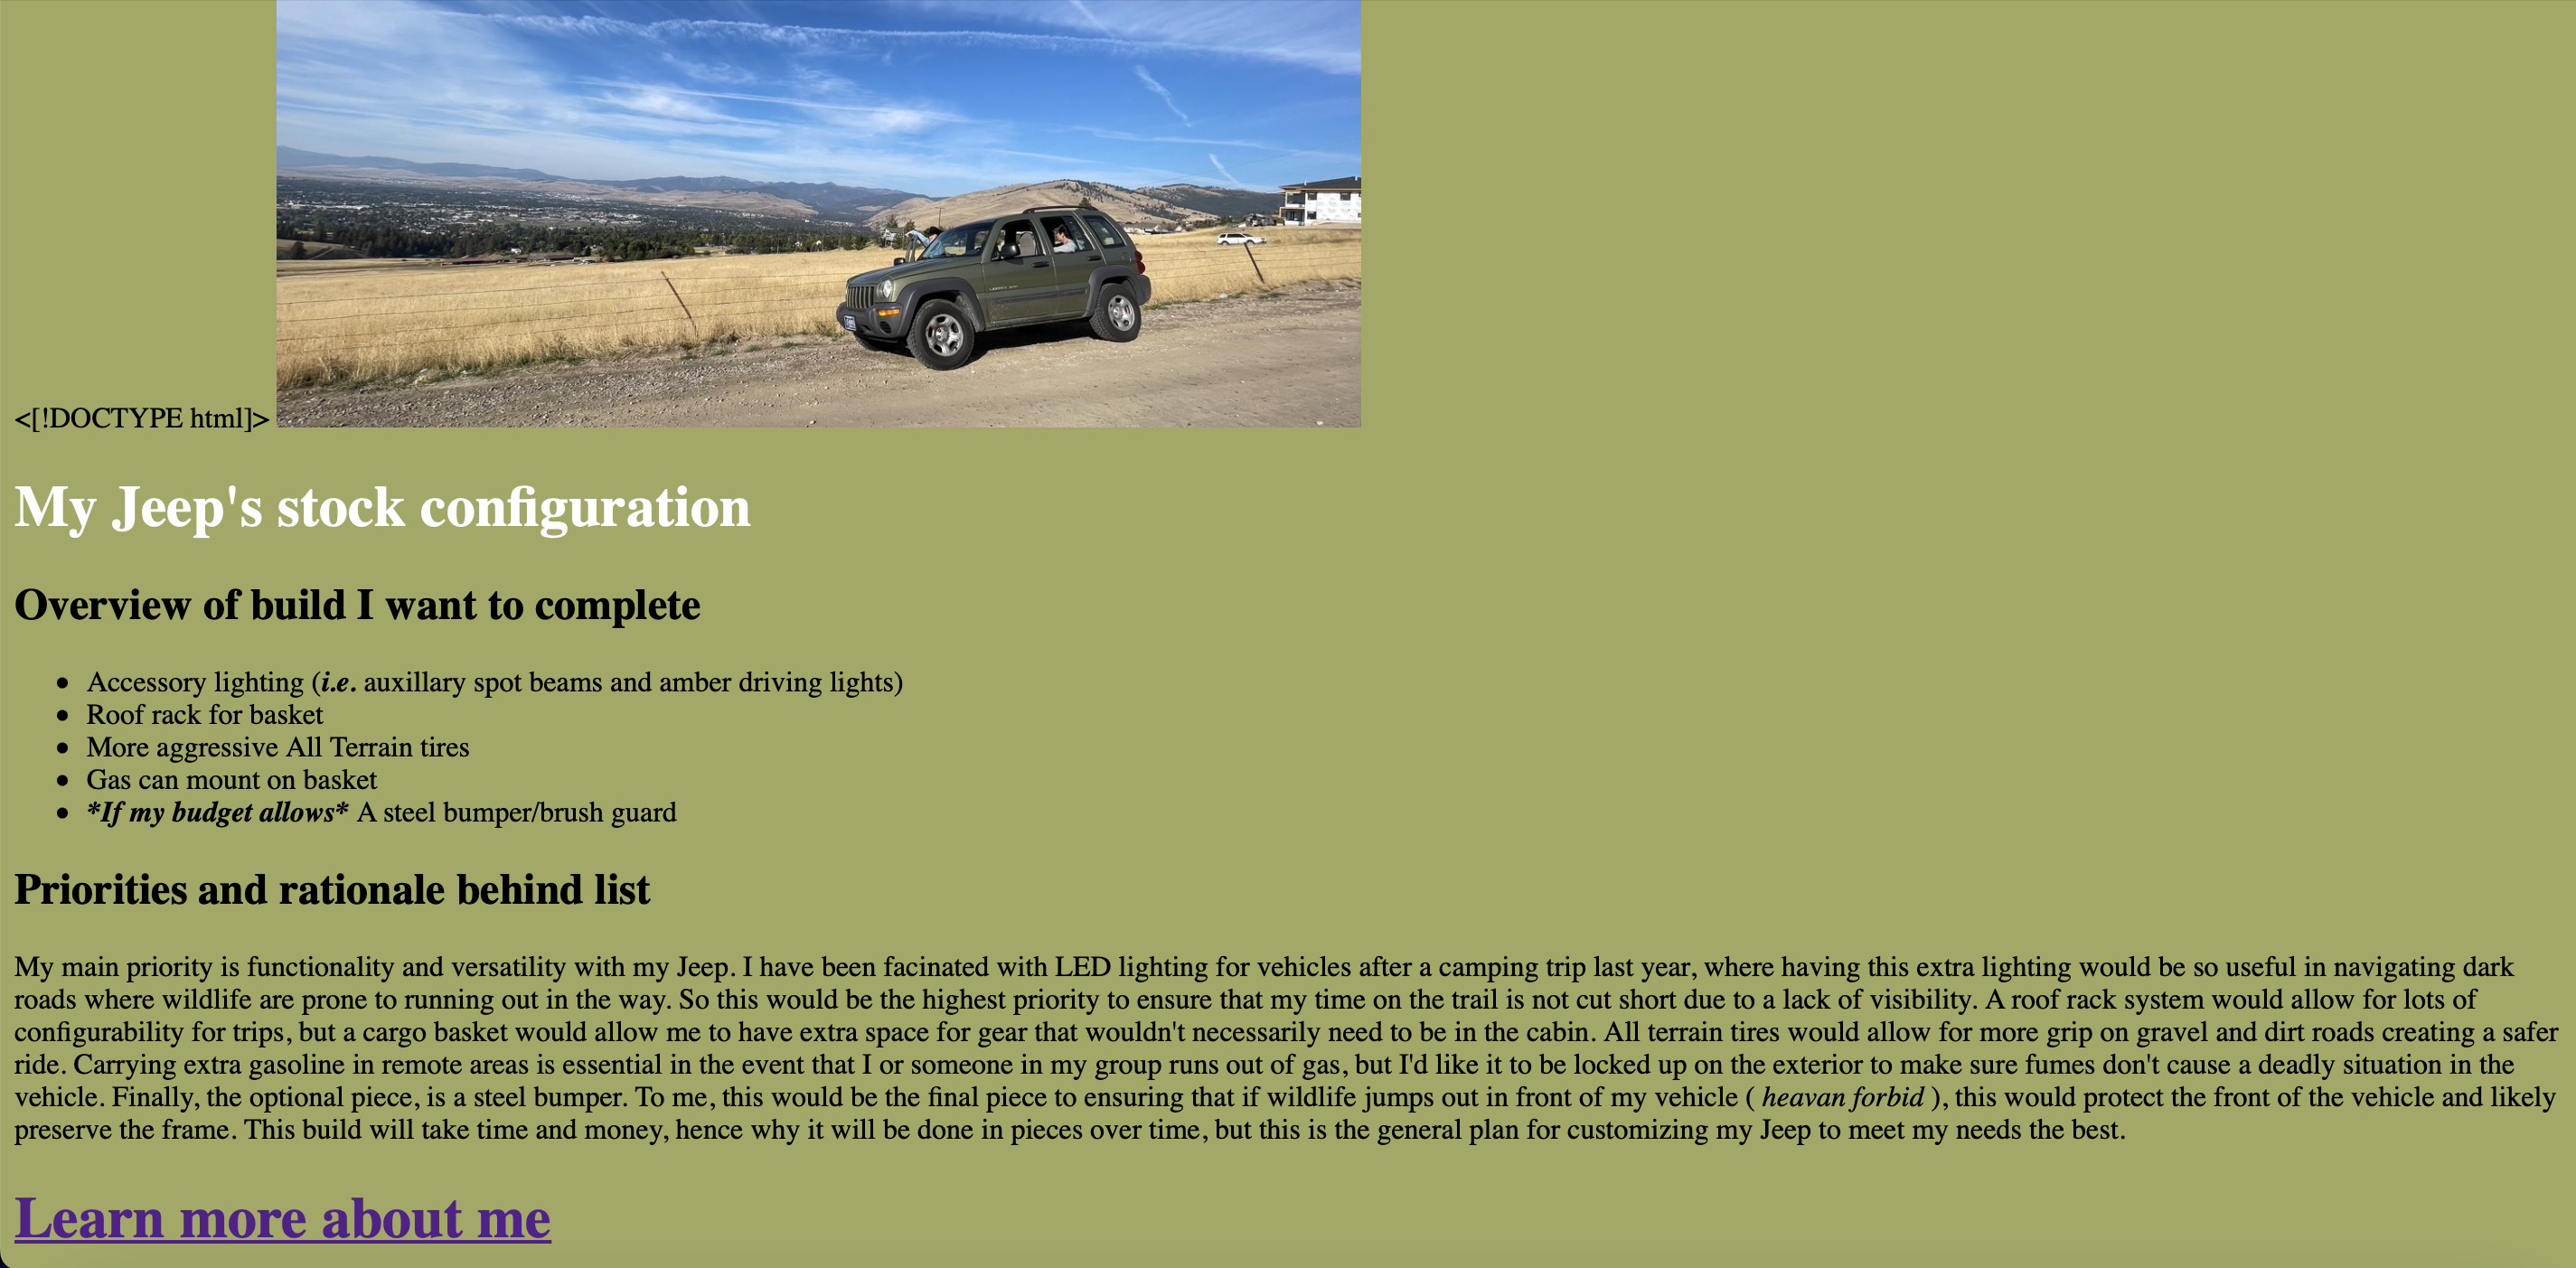 <[!DOCTYPE html]>
My Jeep's stock configuration
Overview of build I want to complete
Accessory lighting (i.e. auxillary spot beams and amber driving lights)
Roof rack for basket
More aggressive All Terrain tires
Gas can mount on basket
*If my budget allows* A steel bumper/brush guard
Priorities and rationale behind list
My main priority is functionality and versatility with my Jeep. I have been facinated with LED lighting for vehicles after a camping trip last year, where having this extra lighting would be so useful in navigating dark
roads where wildlife are prone to running out in the way. So this would be the highest priority to ensure that my time on the trail is not cut short due to a lack of visibility. A roof rack system would allow for lots of
configurability for trips, but a cargo basket would allow me to have extra space for gear that wouldn't necessarily need to be in the cabin. All terrain tires would allow for more grip on gravel and dirt roads creating a safer
ride. Carrying extra gasoline in remote areas is essential in the event that I or someone in my group runs out of gas, but I'd like it to be locked up on the exterior to make sure fumes don't cause a deadly situation in the
vehicle. Finally, the optional piece, is a steel bumper. To me, this would be the final piece to ensuring that if wildlife jumps out in front of my vehicle ( heavan forbid ), this would protect the front of the vehicle and likely
preserve the frame. This build will take time and money, hence why it will be done in pieces over time, but this is the general plan for customizing my Jeep to meet my needs the best.
Learn more about me